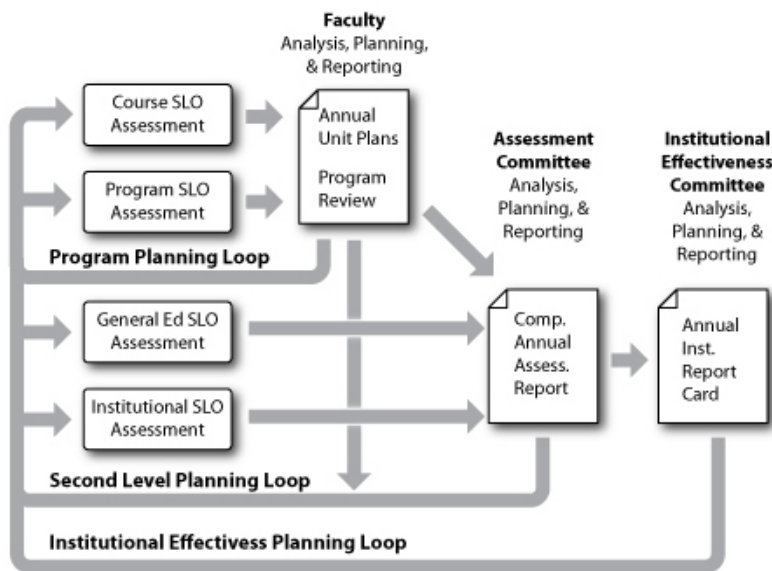 Faculty
Analysis, Planning,
& Reporting
Course SLO
Assessment
Annual
Unit Plans
Program
Review
Program SLO
Assessment
Program Planning Loop
Assessment
Committee
Analysis,
Planning, &
Reporting
Institutional
Effectiveness
Committee
Analysis,
Planning, &
Reporting
General Ed SLO
Assessment
Institutional SLO
Assessment
Comp.
Annual
Assess.
Report
Annual
Inst.
Report
Card
Second Level Planning Loop
Institutional Effectivess Planning Loop